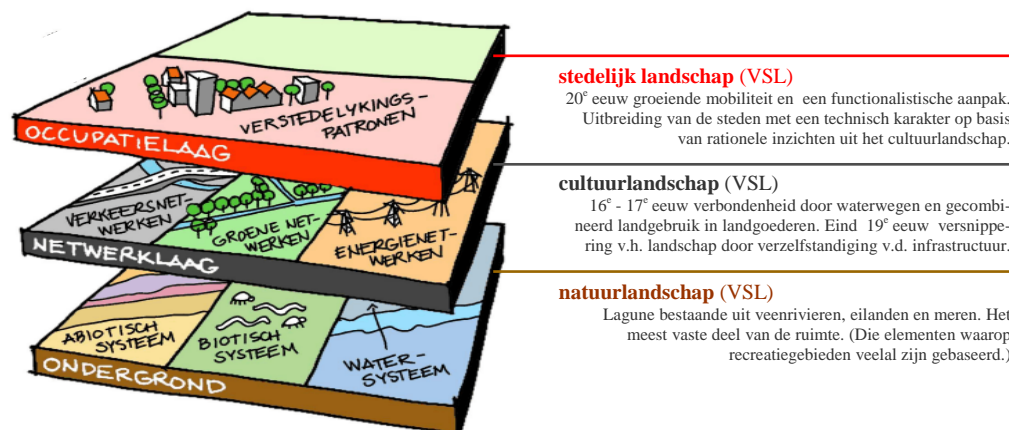 VERSTEDELYKINGS-
PATRONEN
OCCUPATIELAAG
VERKEERSNET-
WERKEN
GROENE NET-
WERKEN
ENERGIENET-
WERKEN
NETWERKLAAG
ABIOTISCH
SYSTEEM
BIOTISCH
SYSTEEM
WATER-
SYSTEEM
ONDERGROND
stedelijk landschap (VSL)
20e eeuw groeiende mobiliteit en een functionalistische aanpak.
Uitbreiding van de steden met een technisch karakter op basis
van rationele inzichten uit het cultuurlandschap.
cultuurlandschap (VSL)
16e - 17e eeuw verbondenheid door waterwegen en gecombi-
neerd landgebruik in landgoederen. Eind 19e eeuw versnippe-
ring v.h. landschap door verzelfstandiging v.d. infrastructuur.
natuurlandschap (VSL)
Lagune bestaande uit veenrivieren, eilanden en meren. Het
meest vaste deel van de ruimte. (Die elementen waarop
recreatiegebieden veelal zijn gebaseerd.)